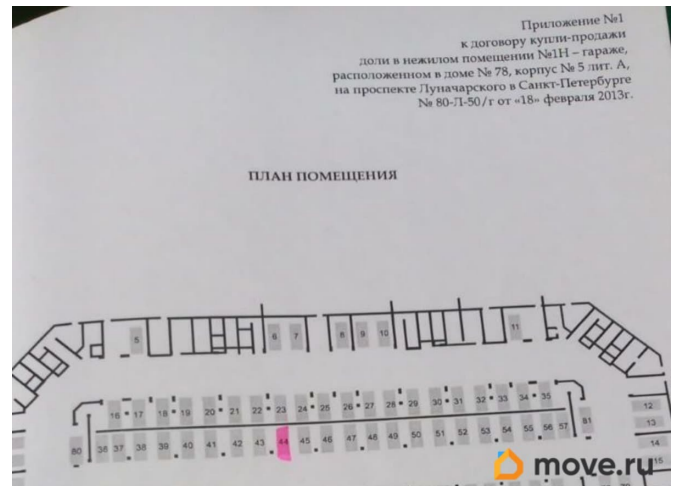 Приложение №1
к договору купли-продажи
доли в нежилом помещении №1Н – гараже,
расположенном в доме № 78, корпус № 5 лит. А,
на проспекте Луначарского в Санкт-Петербурге
№ 80-Л-50/г от «18» февраля 2013г.
ПЛАН ПОМЕЩЕНИЯ
5 6 7 8 9 10 11
16 17 18 19 20 21 22 23 24 25 26 27 28 29 30 31 32 33 34 35
12
13
80 36 37 38 39 40 41 42 43 44 45 46 47 48 49 50 51 52 53 54 55 56 57 81
14
15
move.ru